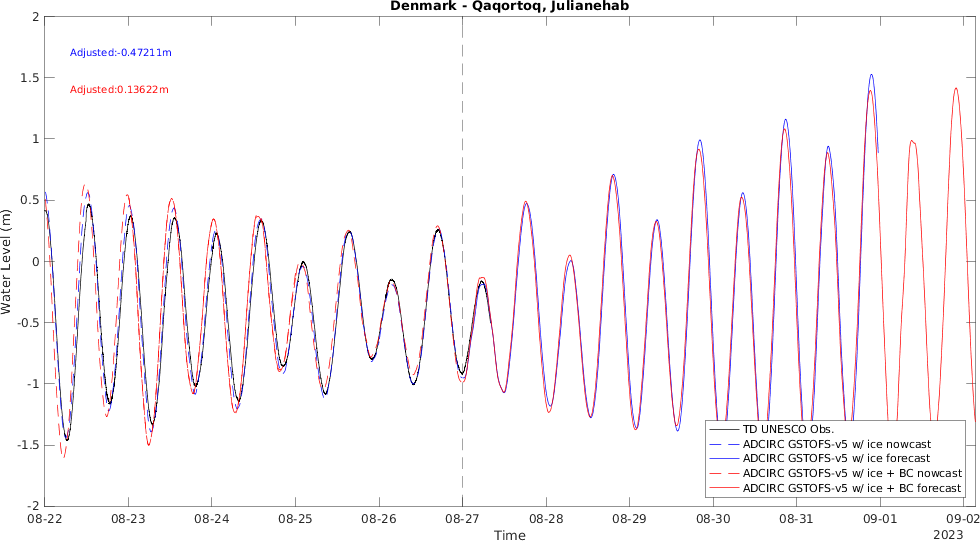 Denmark - Qaqortoq, Julianehab
Adjusted:-0.47211m
Adjusted:0.13622m
Water Level (m)
2
1.5
1
0.5
0
-0.5
-1
-1.5
-2
TD UNESCO Obs.
ADCIRC GSTOFS-v5 w/ ice nowcast
ADCIRC GSTOFS-v5 w/ ice forecast
ADCIRC GSTOFS-v5 w/ ice + BC nowcast
ADCIRC GSTOFS-v5 w/ ice + BC forecast
08-22 08-23 08-24 08-25 08-26 08-27 08-28 08-29 08-30 08-31 09-01 09-02
Time
2023